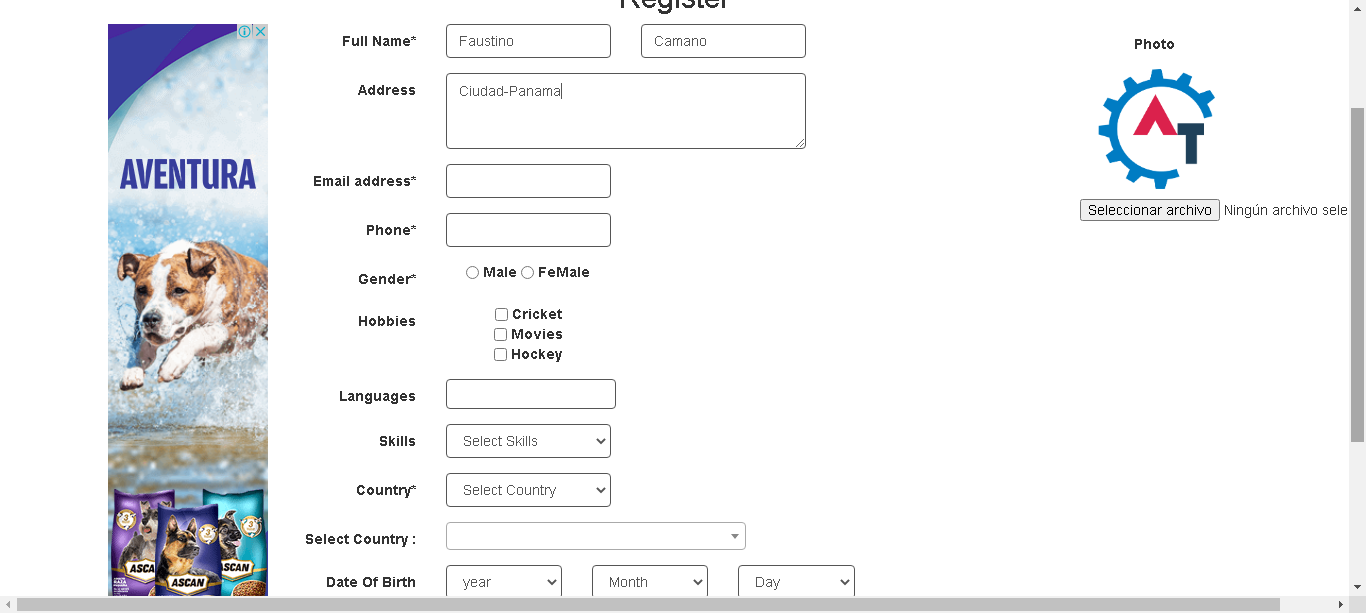 Register
Full Name*
Faustino
Camano
Photo
Address
Ciudad-Panama
AT
AVENTURA
Email address*
Seleccionar archivo
Ningún archivo sele
Phone*
Gender*
Male
FeMale
Hobbies
Cricket
Movies
Hockey
Languages
Skills
Select Skills
Country*
Select Country
Select Country :
Date Of Birth
year
Month
Day
ASCAN
ASCAN
ASCAN